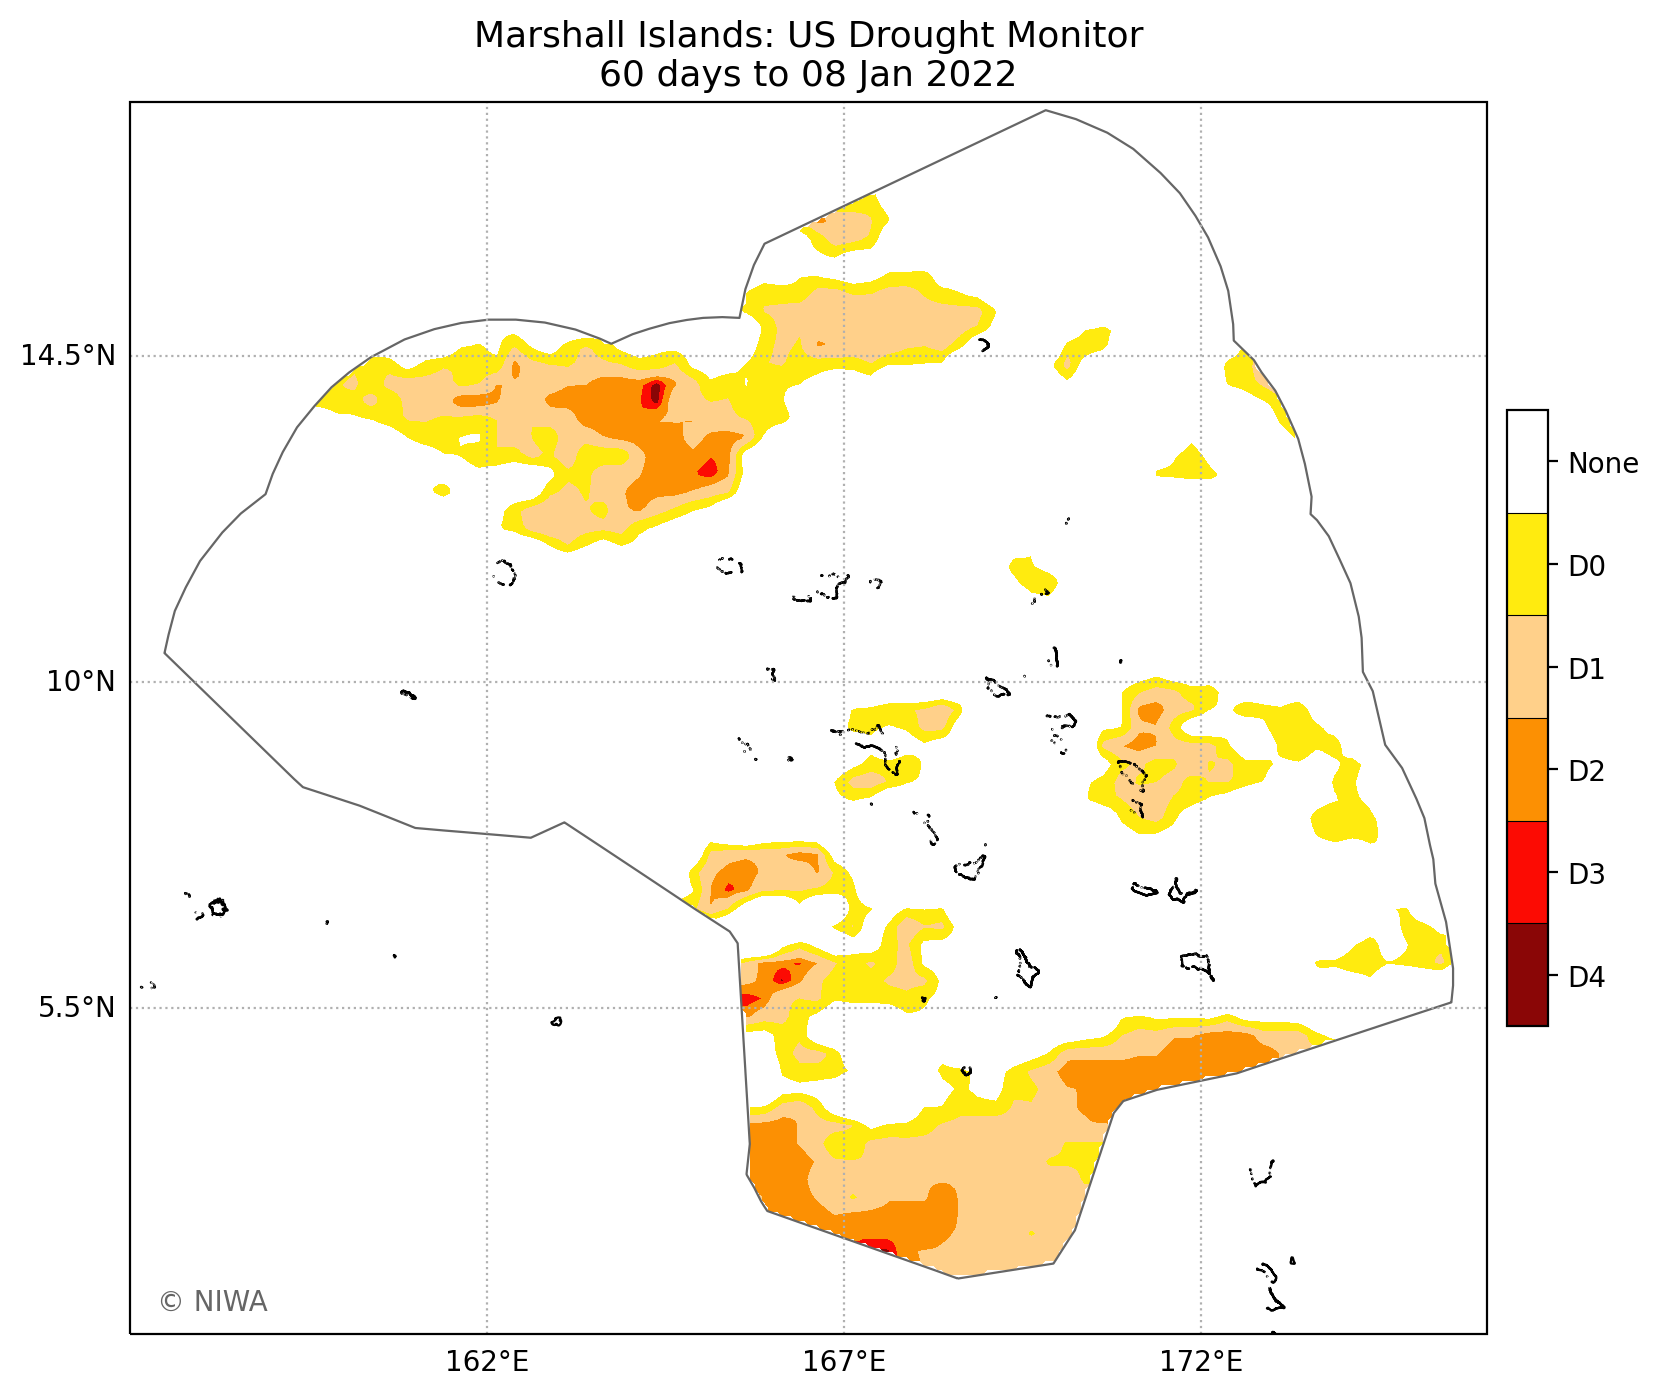 Marshall Islands: US Drought Monitor
60 days to 08 Jan 2022
14.5°N
10°N
5.5°N
162°E
167°E
172°E
None
D0
D1
D2
D3
D4
© NIWA